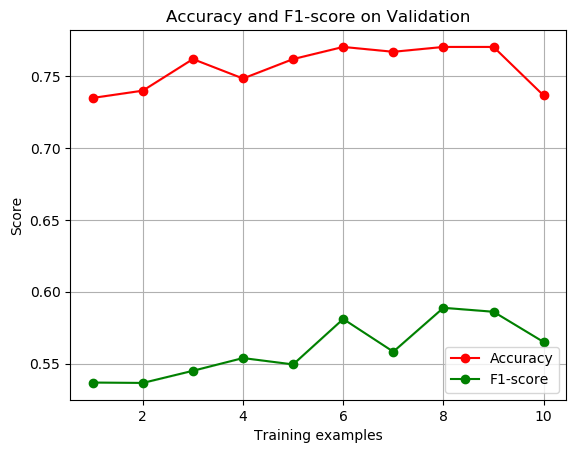 Accuracy and F1-score on Validation
Score
0.75
0.70
0.65
0.60
0.55
Accuracy
F1-score
2 4 6 8 10
Training examples